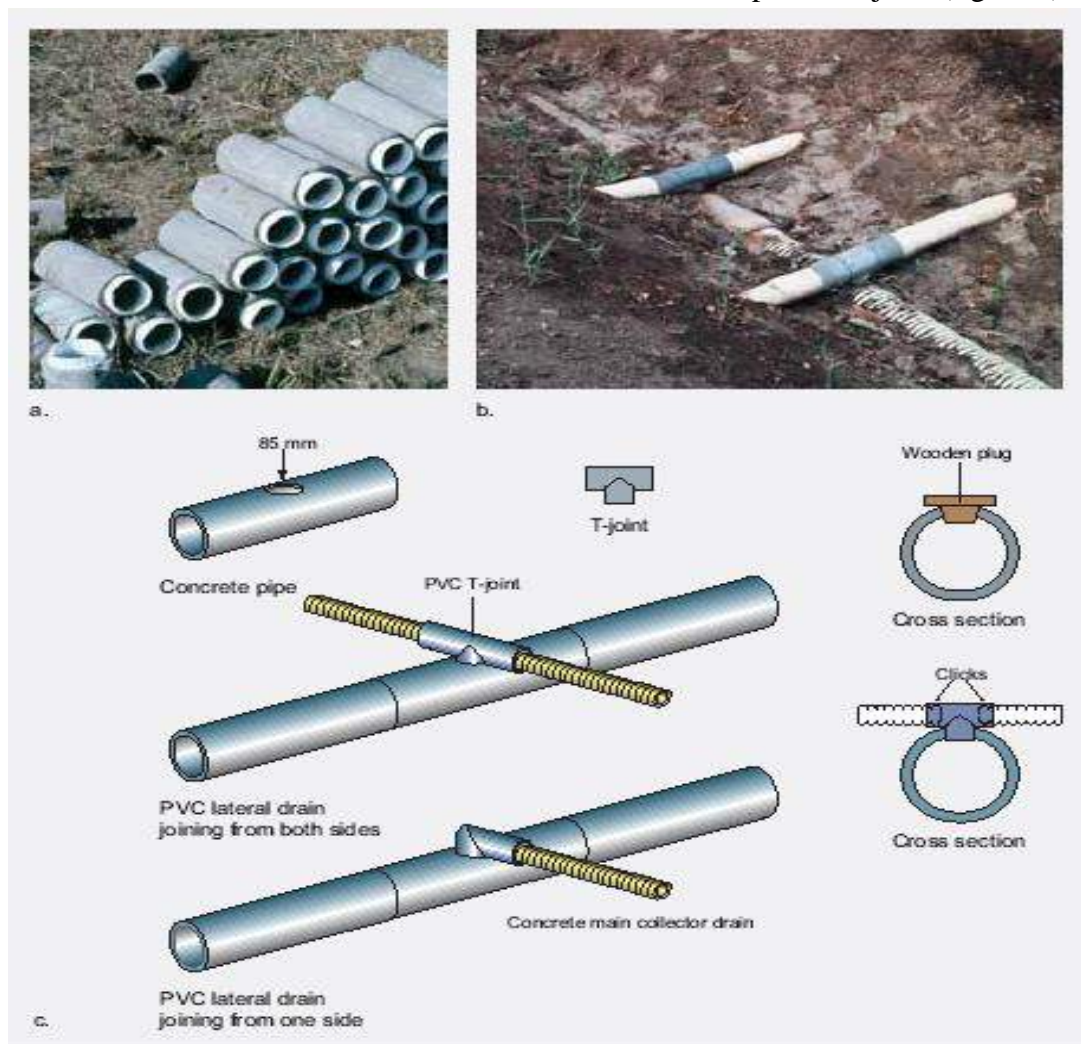 a.
b.
85 mm
Concrete pipe
T-joint
Wooden plug
Cross section
PVC T-joint
PVC lateral drain
joining from both sides
Clicks
Cross section
Concrete main collector drain
PVC lateral drain
joining from one side
c.